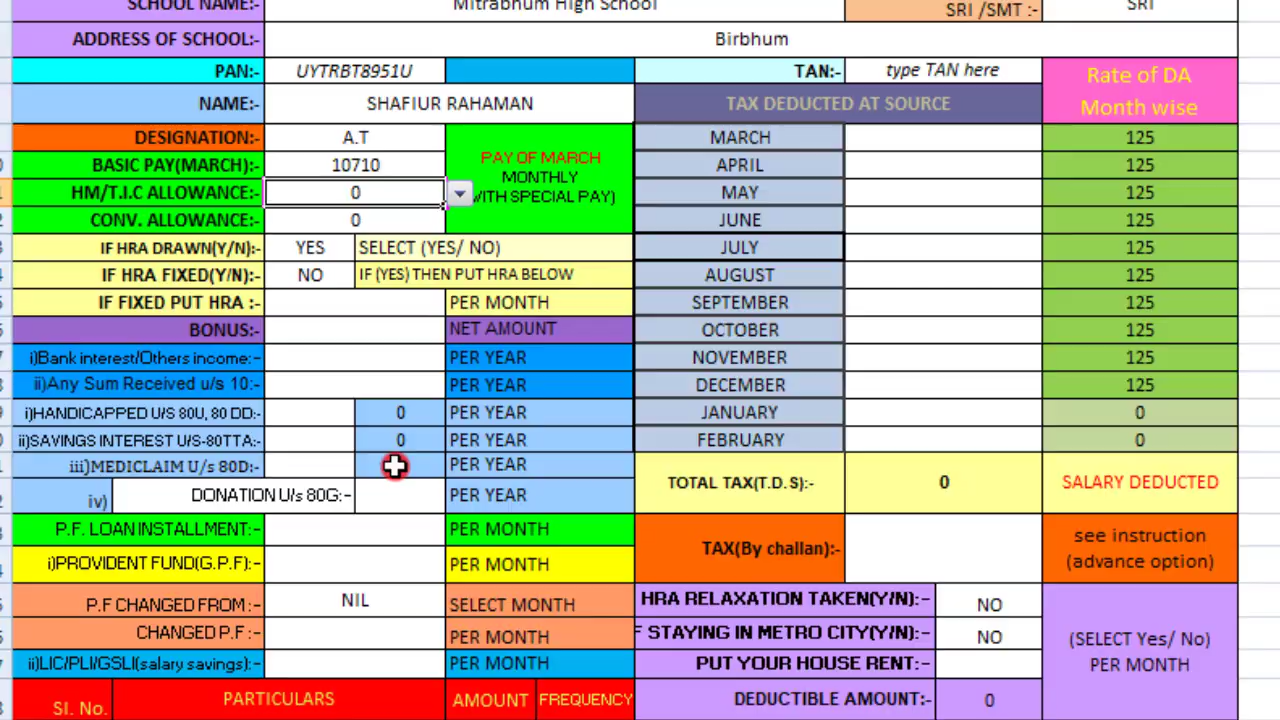 SCHOOL NAME:- Mitrabhum High School SRI /SMT :- SRI
ADDRESS OF SCHOOL:- Birbhum
PAN:- UYTRBT8951U TAN:- type TAN here
Rate of DA
Month wise
NAME:- SHAFIUR RAHAMAN TAX DEDUCTED AT SOURCE
DESIGNATION:- A.T MARCH 125
PAY OF MARCH
MONTHLY
WITH SPECIAL PAY)
BASIC PAY(MARCH):- 10710 APRIL 125
HM/T.I.C ALLOWANCE:- 0 MAY 125
CONV. ALLOWANCE:- 0 JUNE 125
IF HRA DRAWN(Y/N):- YES SELECT (YES/ NO) JULY 125
IF HRA FIXED(Y/N):- NO IF (YES) THEN PUT HRA BELOW AUGUST 125
IF FIXED PUT HRA :- PER MONTH SEPTEMBER 125
BONUS:- NET AMOUNT OCTOBER 125
i)Bank interest/Others income:- PER YEAR NOVEMBER 125
ii)Any Sum Received u/s 10:- PER YEAR DECEMBER 125
i)HANDICAPPED U/S 80U, 80 DD:- 0 PER YEAR JANUARY 0
ii)SAVINGS INTEREST U/S-80TTA:- 0 PER YEAR FEBRUARY 0
iii)MEDICLAIM U/s 80D:- PER YEAR
TOTAL TAX(T.D.S):- 0 SALARY DEDUCTED
iv) DONATION U/s 80G:- PER YEAR
P.F. LOAN INSTALLMENT:- PER MONTH
TAX(By challan):-
see instruction
(advance option)
i)PROVIDENT FUND(G.P.F):- PER MONTH
P.F CHANGED FROM :- NIL SELECT MONTH HRA RELAXATION TAKEN(Y/N):- NO
CHANGED P.F :- PER MONTH F STAYING IN METRO CITY(Y/N):- NO
(SELECT Yes/ No)
PER MONTH
ii)LIC/PLI/GSLI(salary savings):- PER MONTH PUT YOUR HOUSE RENT:-
SI. No. PARTICULARS AMOUNT FREQUENCY DEDUCTIBLE AMOUNT:- 0